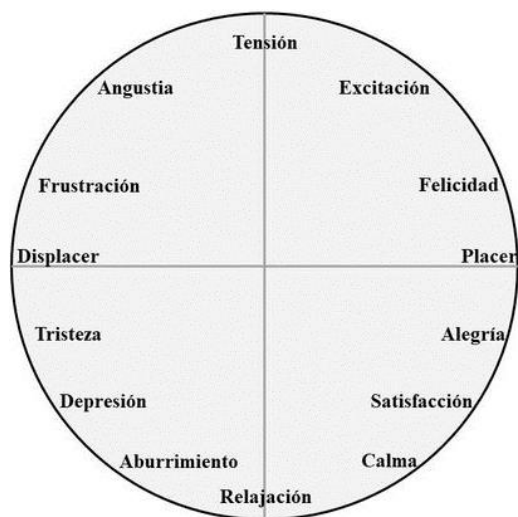 Tensión
Angustia
Excitación
Frustración
Felicidad
Displacer
Placer
Tristeza
Alegría
Depresión
Satisfacción
Aburrimiento
Calma
Relajación